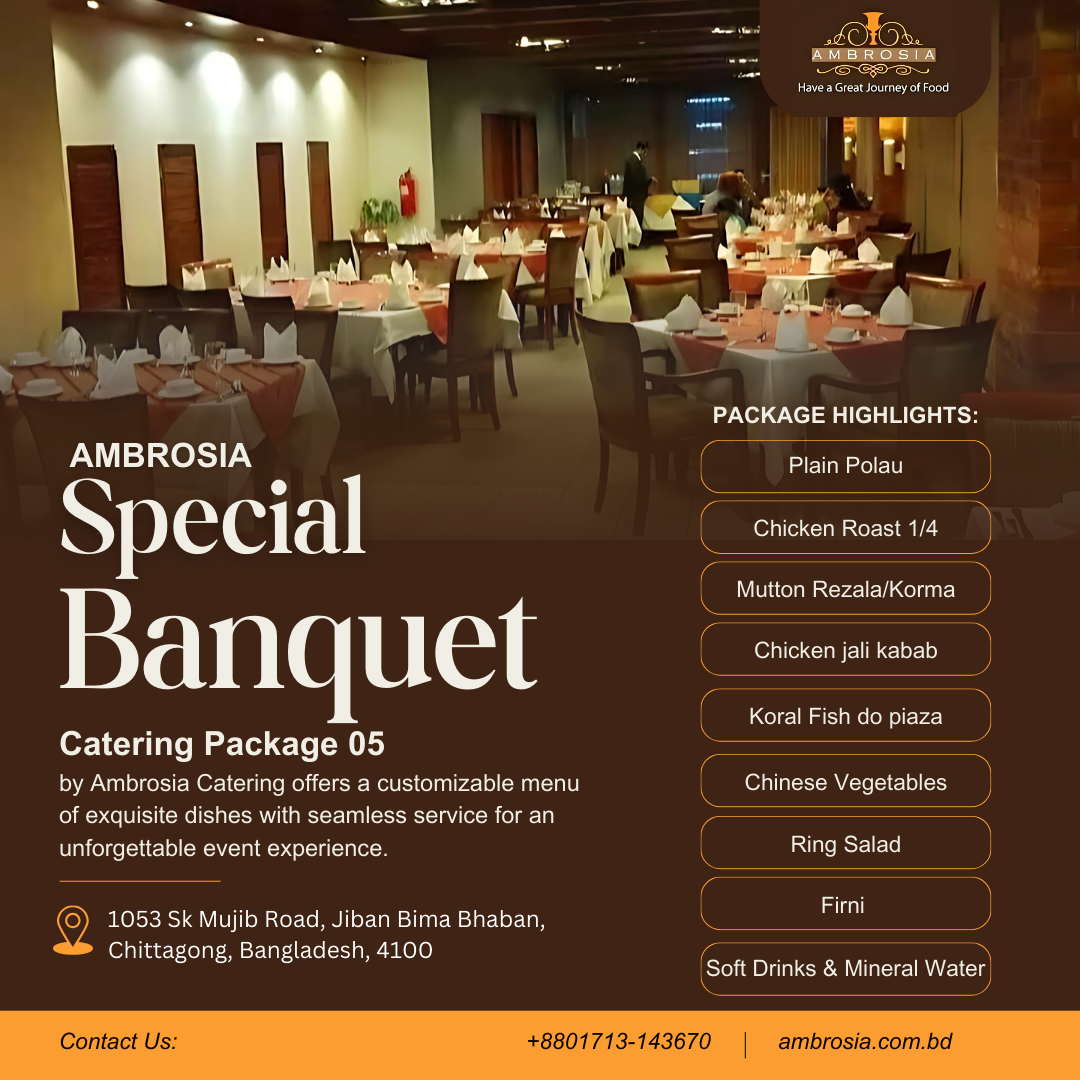 AMBROSIA
Have a Great Journey of Food
AMBROSIA
Special
Banquet
Catering Package 05
by Ambrosia Catering offers a customizable menu
of exquisite dishes with seamless service for an
unforgettable event experience.
1053 Sk Mujib Road, Jiban Bima Bhaban,
Chittagong, Bangladesh, 4100
PACKAGE HIGHLIGHTS:
Plain Polau
Chicken Roast 1/4
Mutton Rezala/Korma
Chicken jali kabab
Koral Fish do piaza
Chinese Vegetables
Ring Salad
Firni
Soft Drinks & Mineral Water
Contact Us:
+8801713-143670 | ambrosia.com.bd